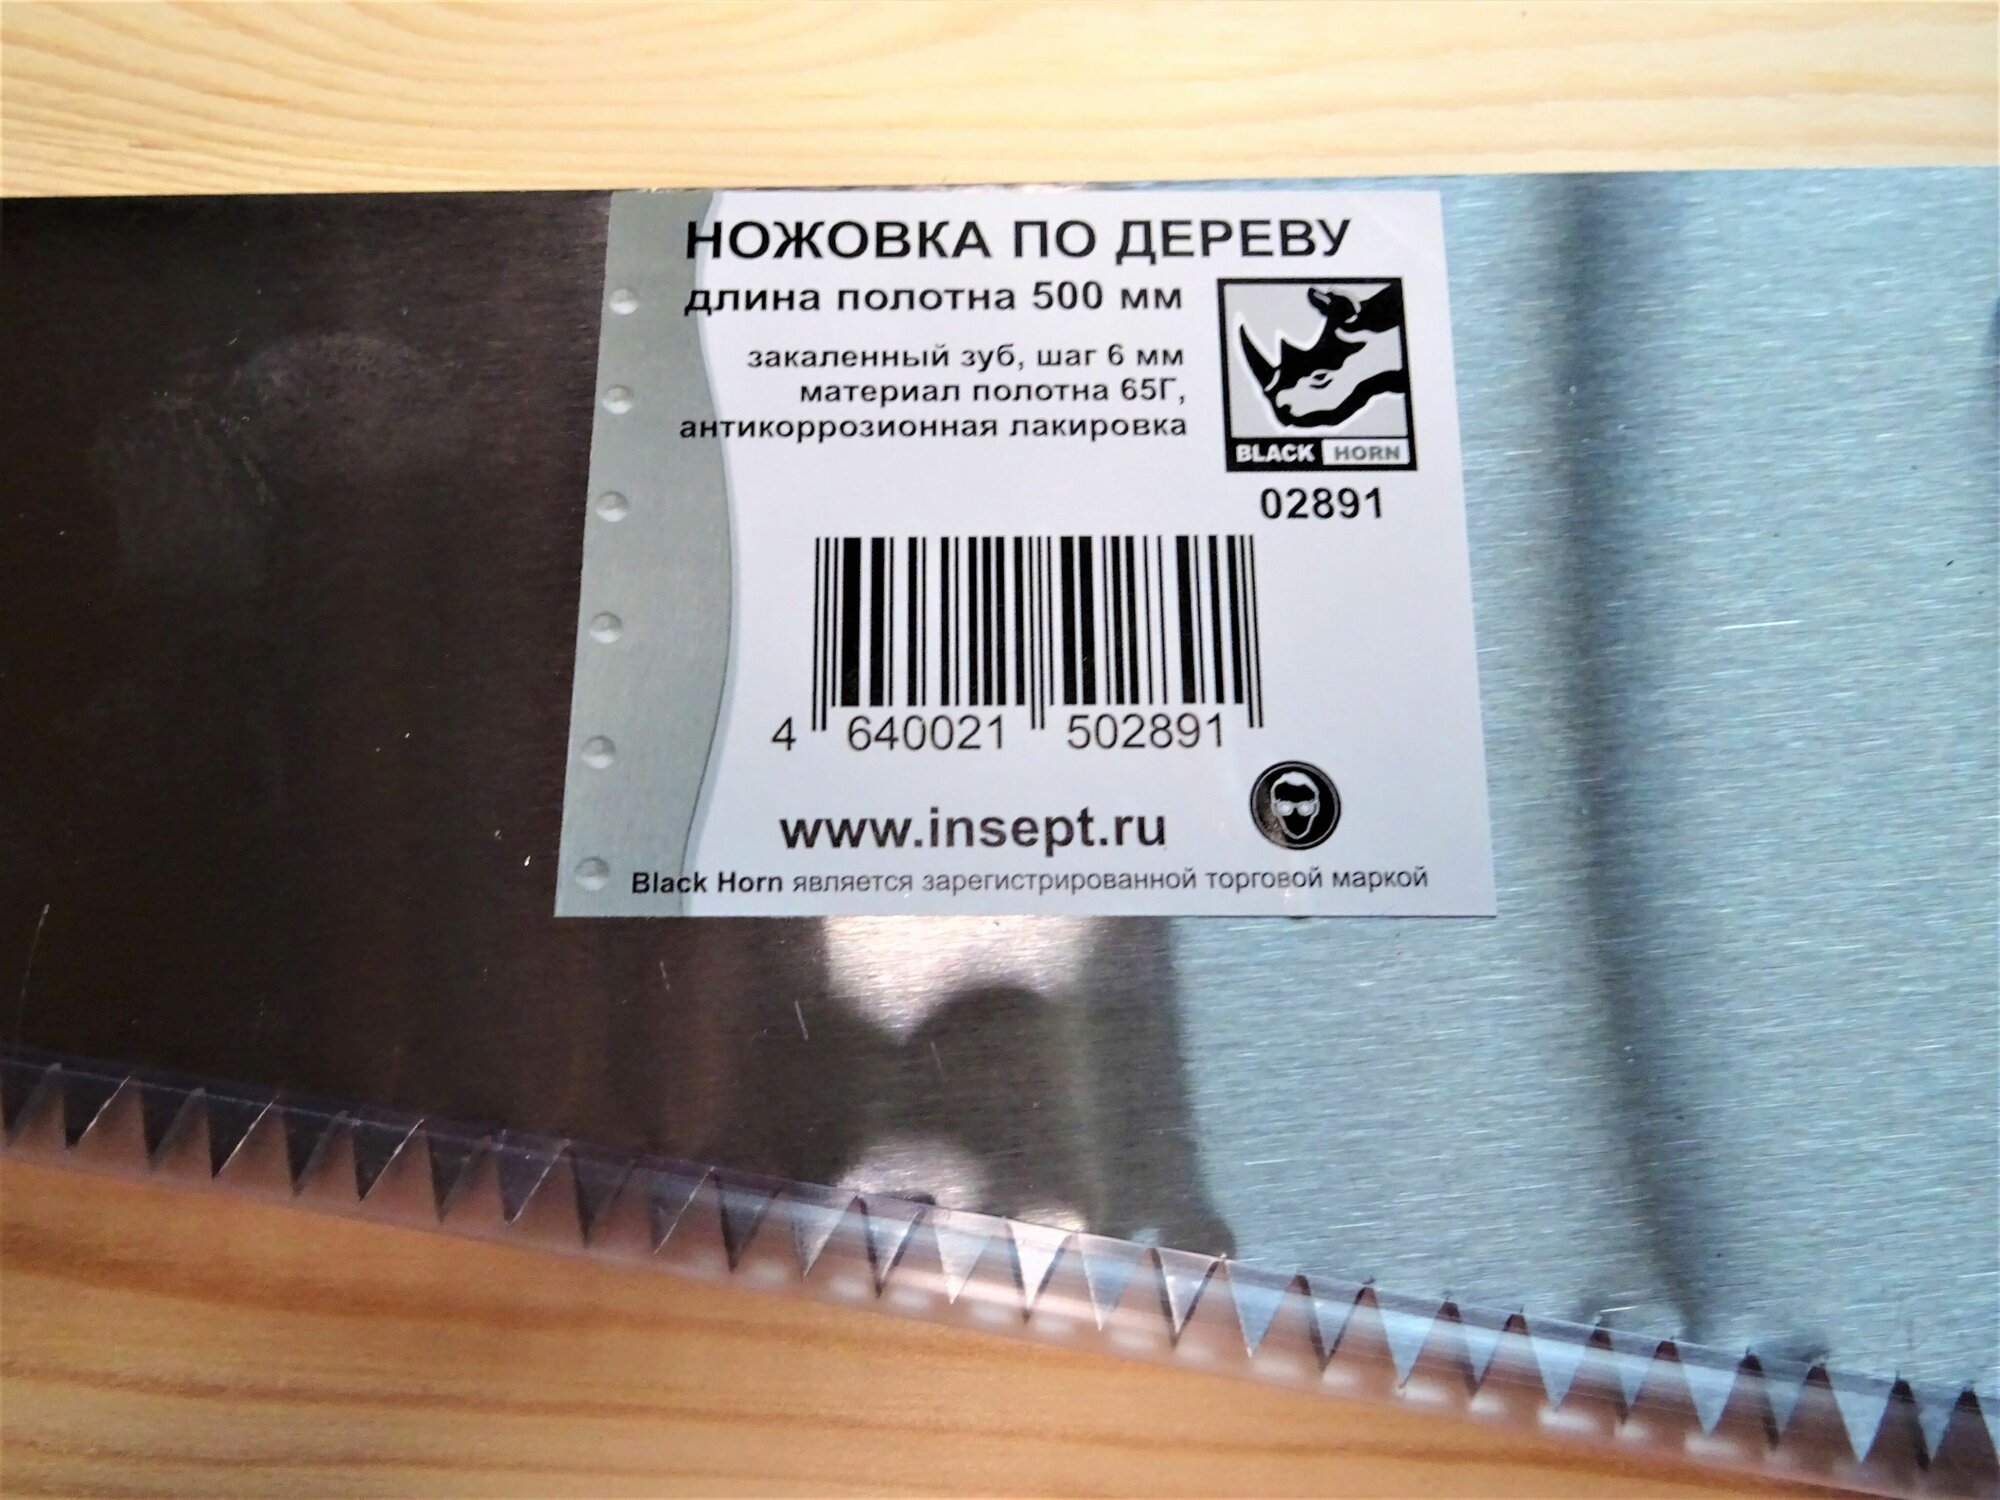 НОЖОВКА ПО ДЕРЕВУ
длина полотна 500 мм
закаленный зуб, шаг 6 мм
материал полотна 65Г,
антикоррозионная лакировка
BLACK HORN
02891
4 640021 502891
www.insept.ru
Black Horn является зарегистрированной торговой маркой